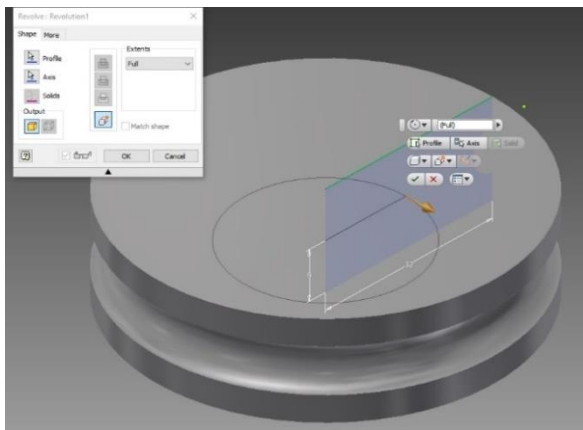 Revolve : Revolution1
Shape More
Profile
Axis
Solids
Output
Extents
Full
Match shape
OK Cancel
(Full)
Profile Axis Solid